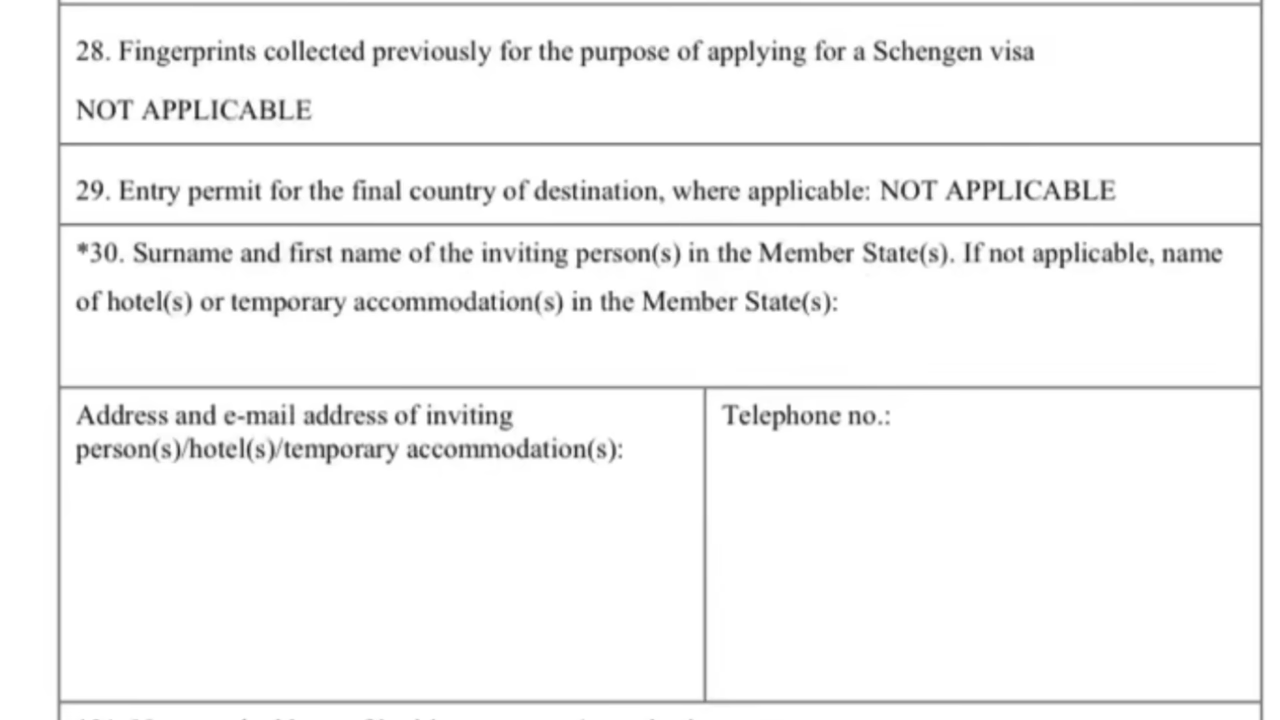 28. Fingerprints collected previously for the purpose of applying for a Schengen visa
NOT APPLICABLE
29. Entry permit for the final country of destination, where applicable: NOT APPLICABLE
*30. Surname and first name of the inviting person(s) in the Member State(s). If not applicable, name
of hotel(s) or temporary accommodation(s) in the Member State(s):
Address and e-mail address of inviting
person(s)/hotel(s)/temporary accommodation(s):
Telephone no.: